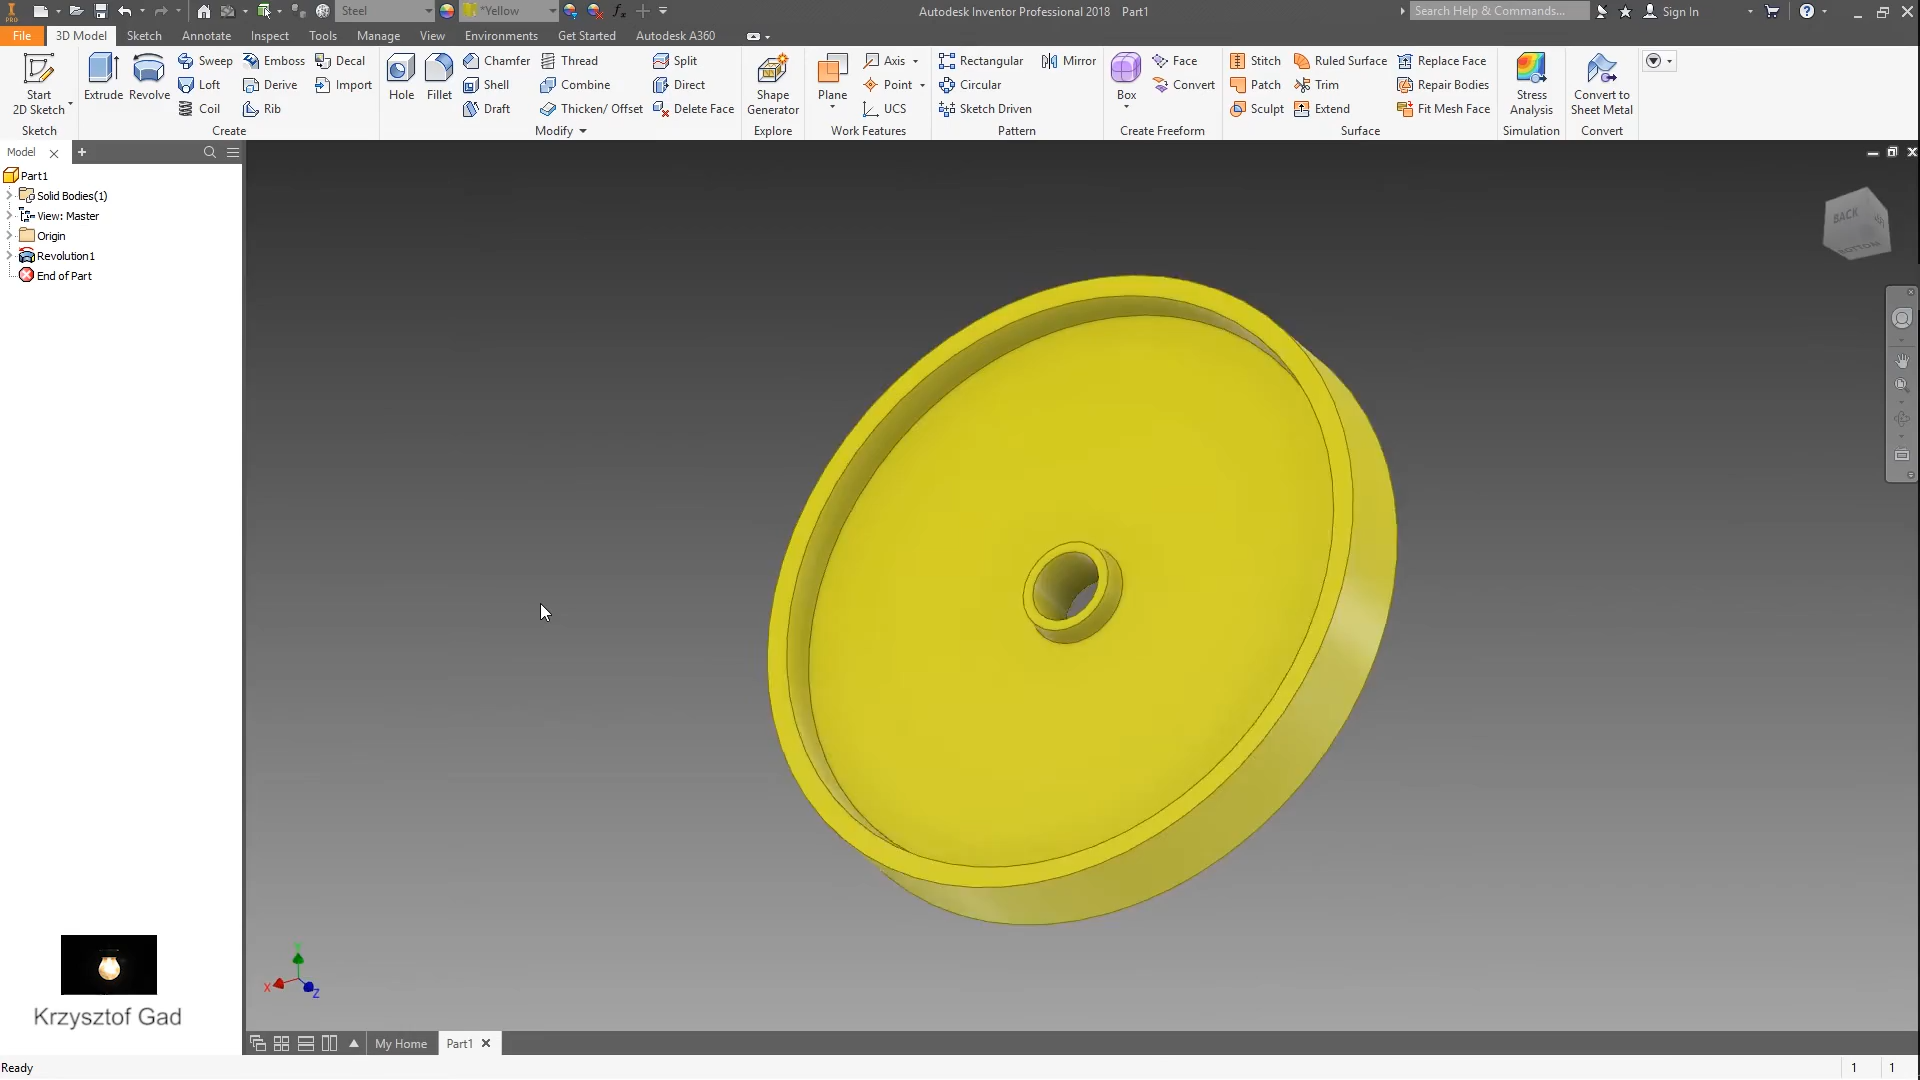 PRO
Steel
*Yellow
fx
Autodesk Inventor Professional 2018 Part1
Search Help & Commands...
Sign In
File
3D Model
Sketch
Annotate
Inspect
Tools
Manage
View
Environments
Get Started
Autodesk A360
Start
2D Sketch
Sketch
Extrude
Revolve
Sweep
Loft
Coil
Emboss
Derive
Rib
Decal
Import
Create
Hole
Fillet
Chamfer
Shell
Draft
Thread
Combine
Thicken/ Offset
Split
Direct
Delete Face
Modify
Shape
Generator
Explore
Plane
Axis
Point
UCS
Work Features
Rectangular
Circular
Sketch Driven
Mirror
Pattern
Box
Face
Convert
Create Freeform
Stitch
Patch
Sculpt
Ruled Surface
Trim
Extend
Replace Face
Repair Bodies
Fit Mesh Face
Surface
Stress
Analysis
Simulation
Convert to
Sheet Metal
Convert
Model
Part1
Solid Bodies(1)
View: Master
Origin
Revolution1
End of Part
BACK
BOTTOM
Krzysztof Gad
Y
X
Z
My Home
Part1
Ready
1
1